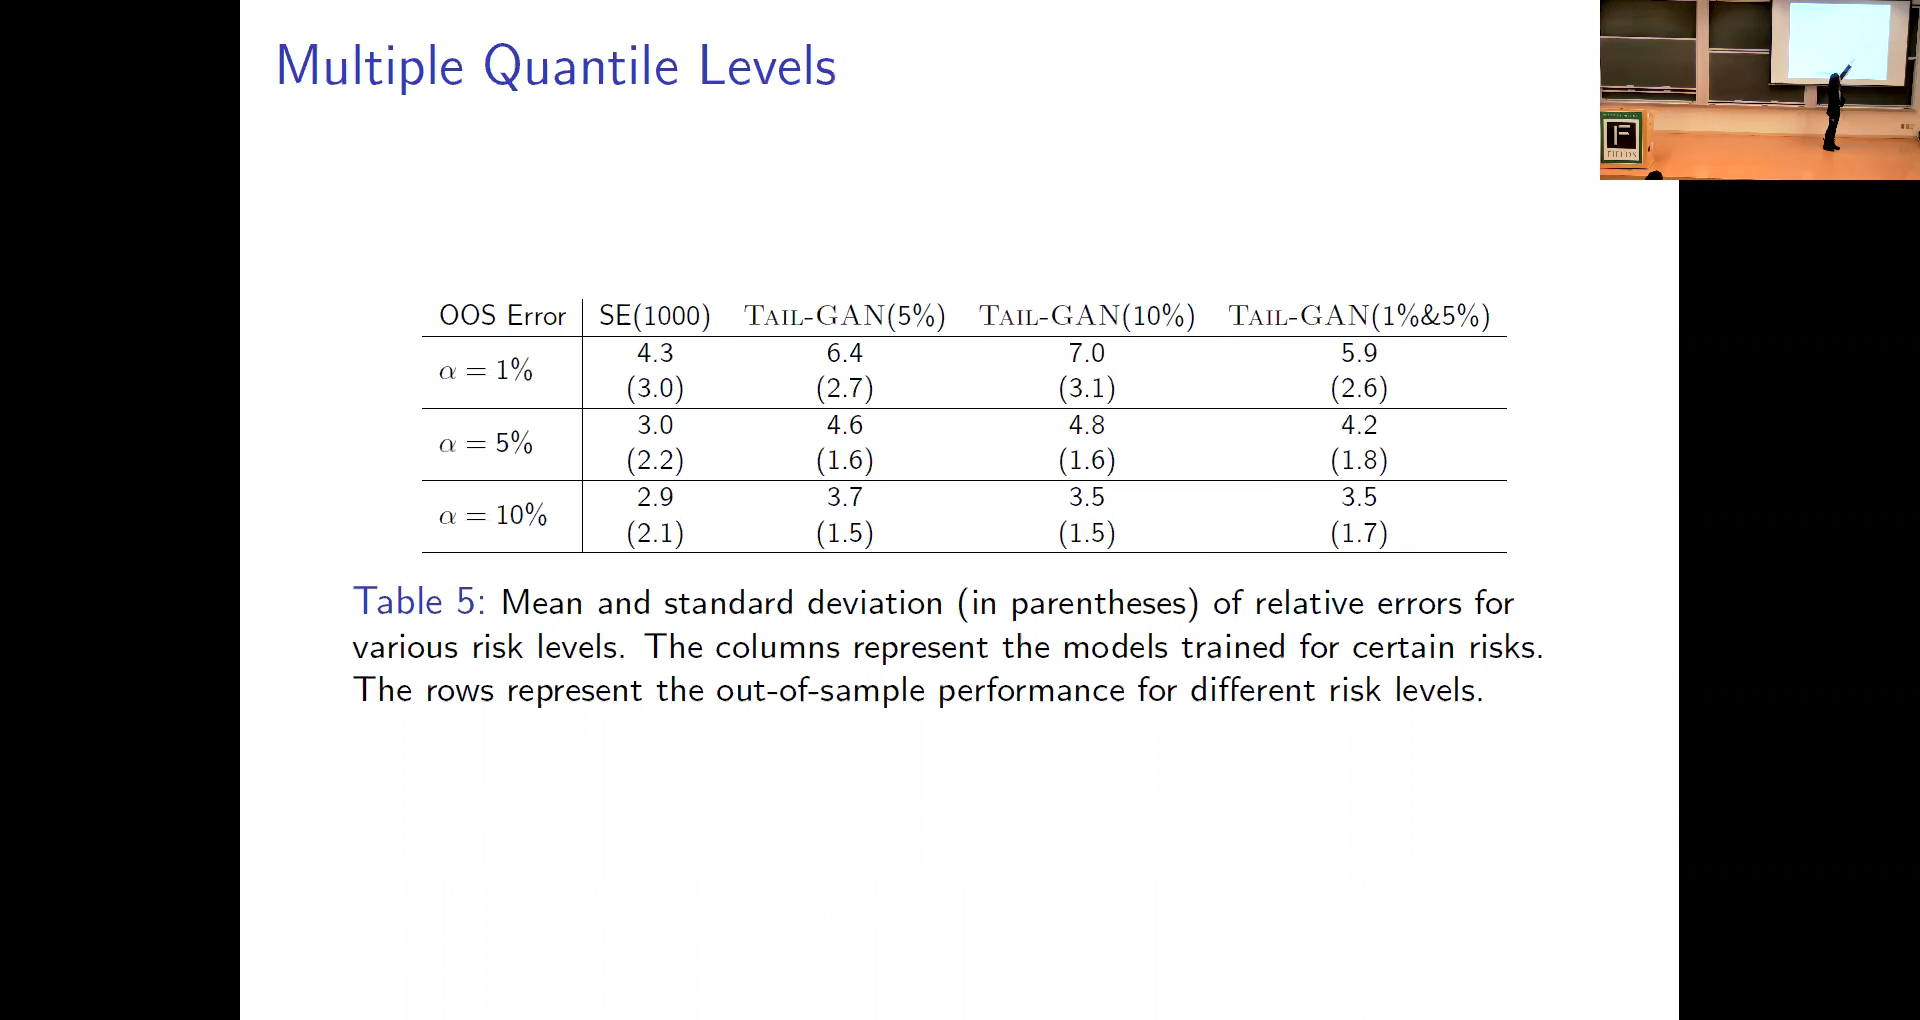 Multiple Quantile Levels
OOS Error SE(1000) TAIL-GAN(5%) TAIL-GAN(10%) TAIL-GAN(1%&5%)
α = 1% 4.3 6.4 7.0 5.9
(3.0) (2.7) (3.1) (2.6)
α = 5% 3.0 4.6 4.8 4.2
(2.2) (1.6) (1.6) (1.8)
α = 10% 2.9 3.7 3.5 3.5
(2.1) (1.5) (1.5) (1.7)
Table 5: Mean and standard deviation (in parentheses) of relative errors for
various risk levels. The columns represent the models trained for certain risks.
The rows represent the out-of-sample performance for different risk levels.
F
FIELDS